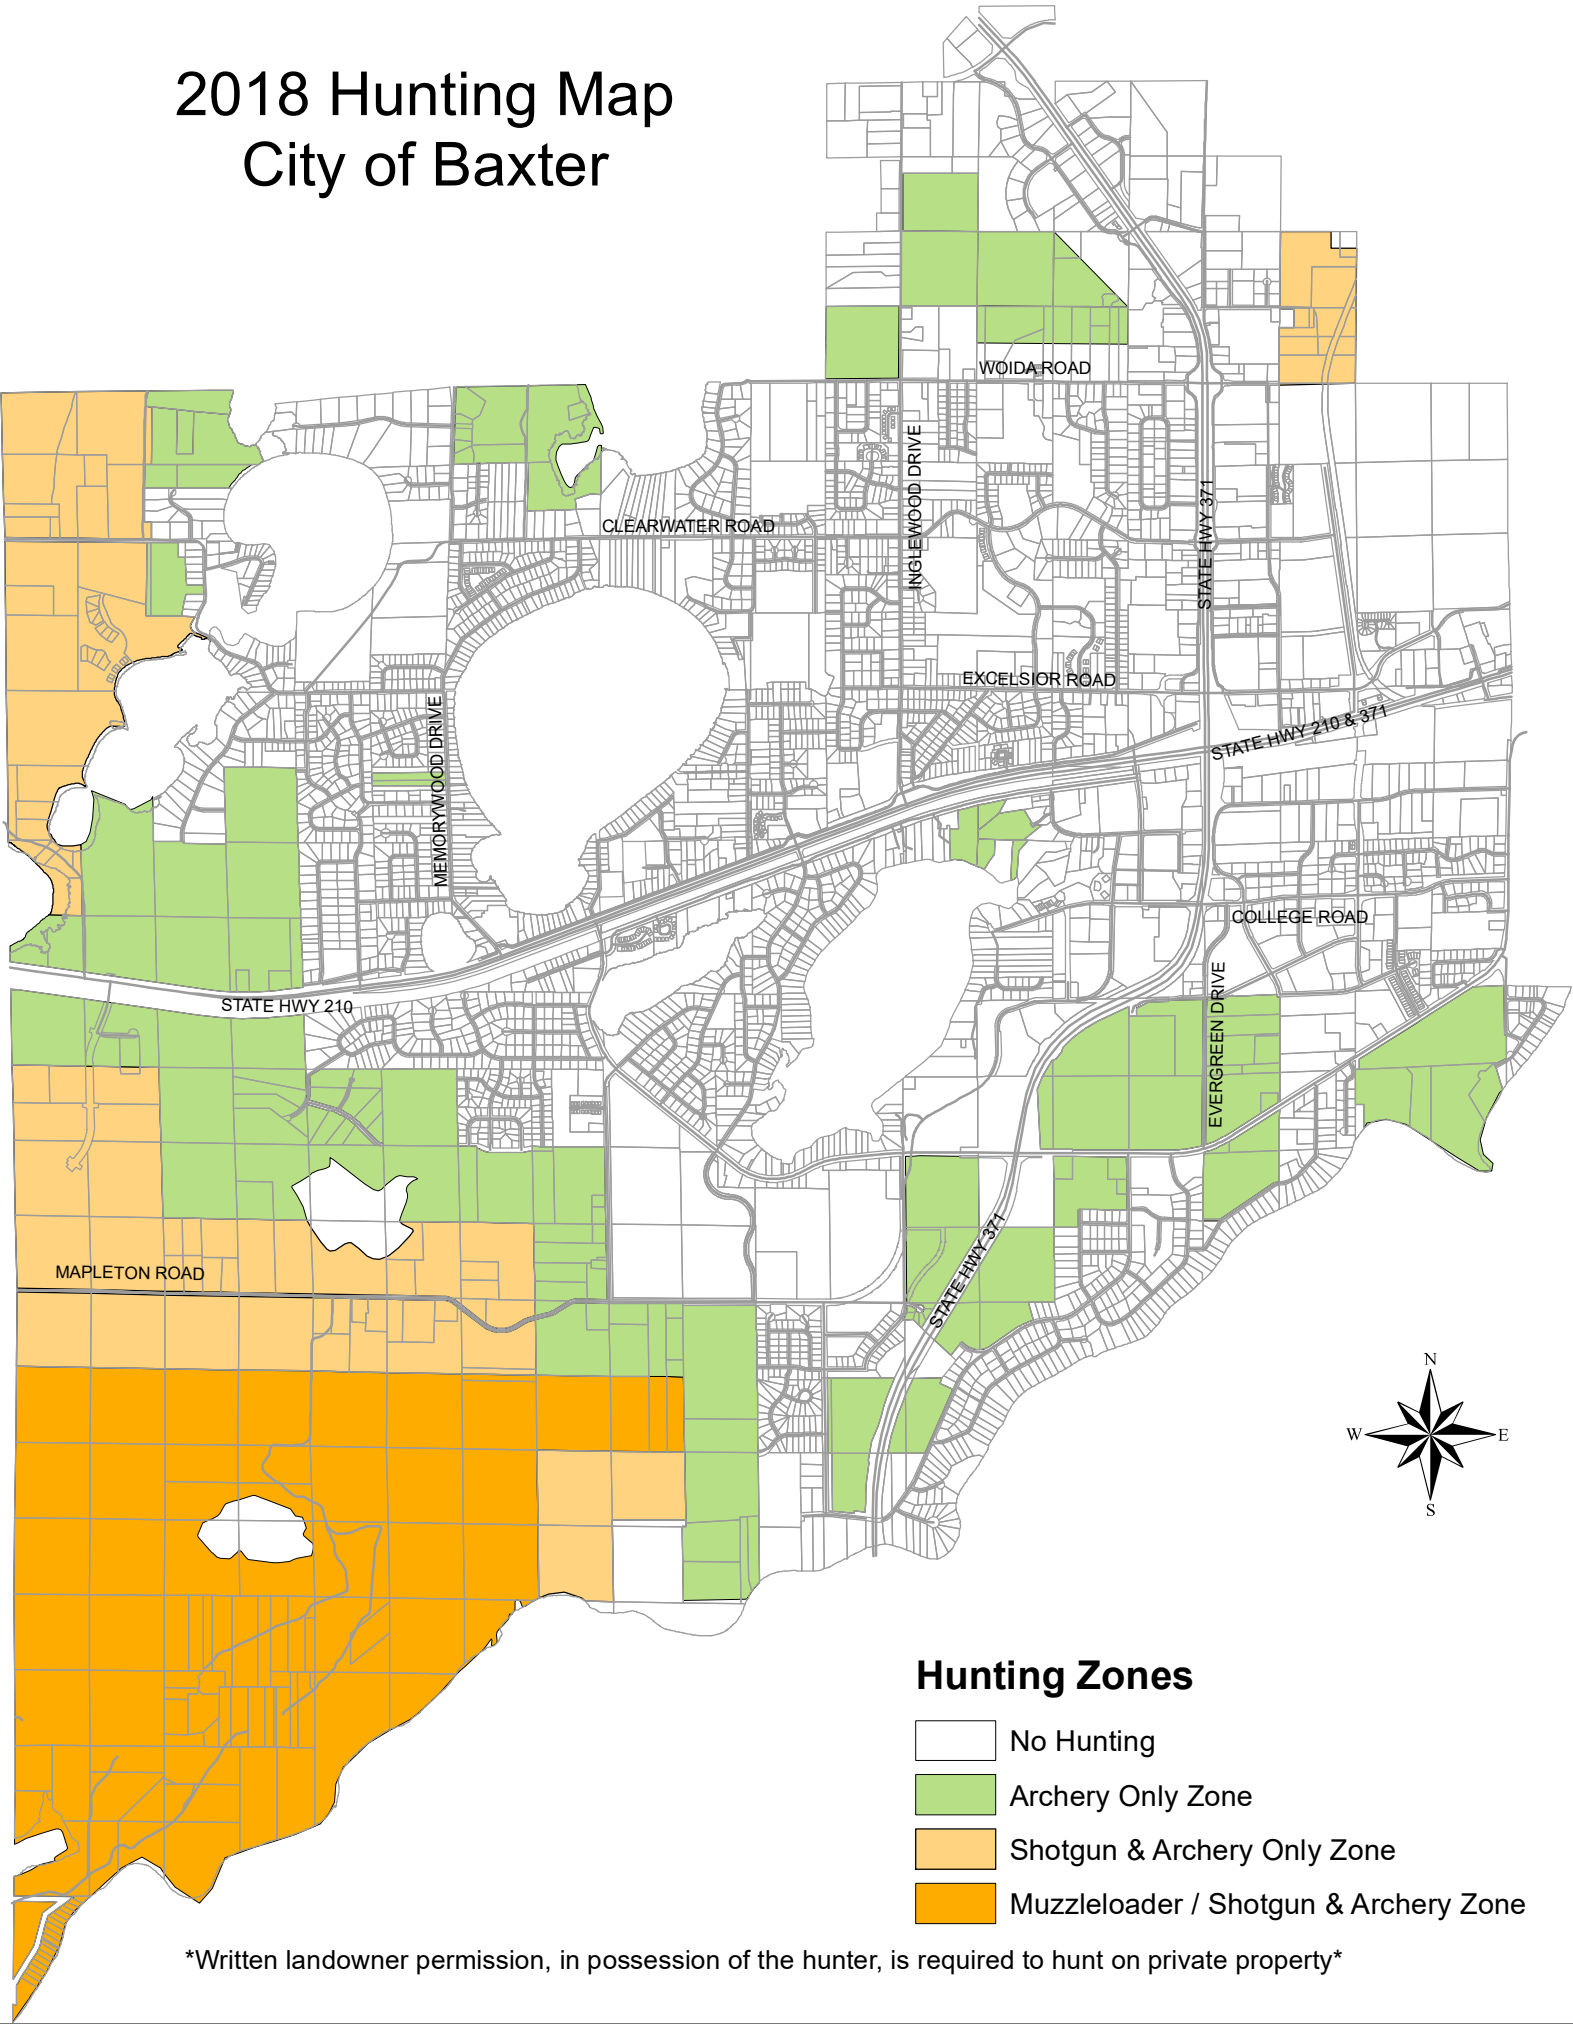 2018 Hunting Map
City of Baxter
WOIDA ROAD
INGLEWOOD DRIVE
CLEARWATER ROAD
STATE HWY 371
EXCELSIOR ROAD
MEMORYWOOD DRIVE
STATE HWY 210 & 371
COLLEGE ROAD
EVERGREEN DRIVE
STATE HWY 210
STATE HWY 371
MAPLETON ROAD
N
W
E
S
Hunting Zones
No Hunting
Archery Only Zone
Shotgun & Archery Only Zone
Muzzleloader / Shotgun & Archery Zone
*Written landowner permission, in possession of the hunter, is required to hunt on private property*